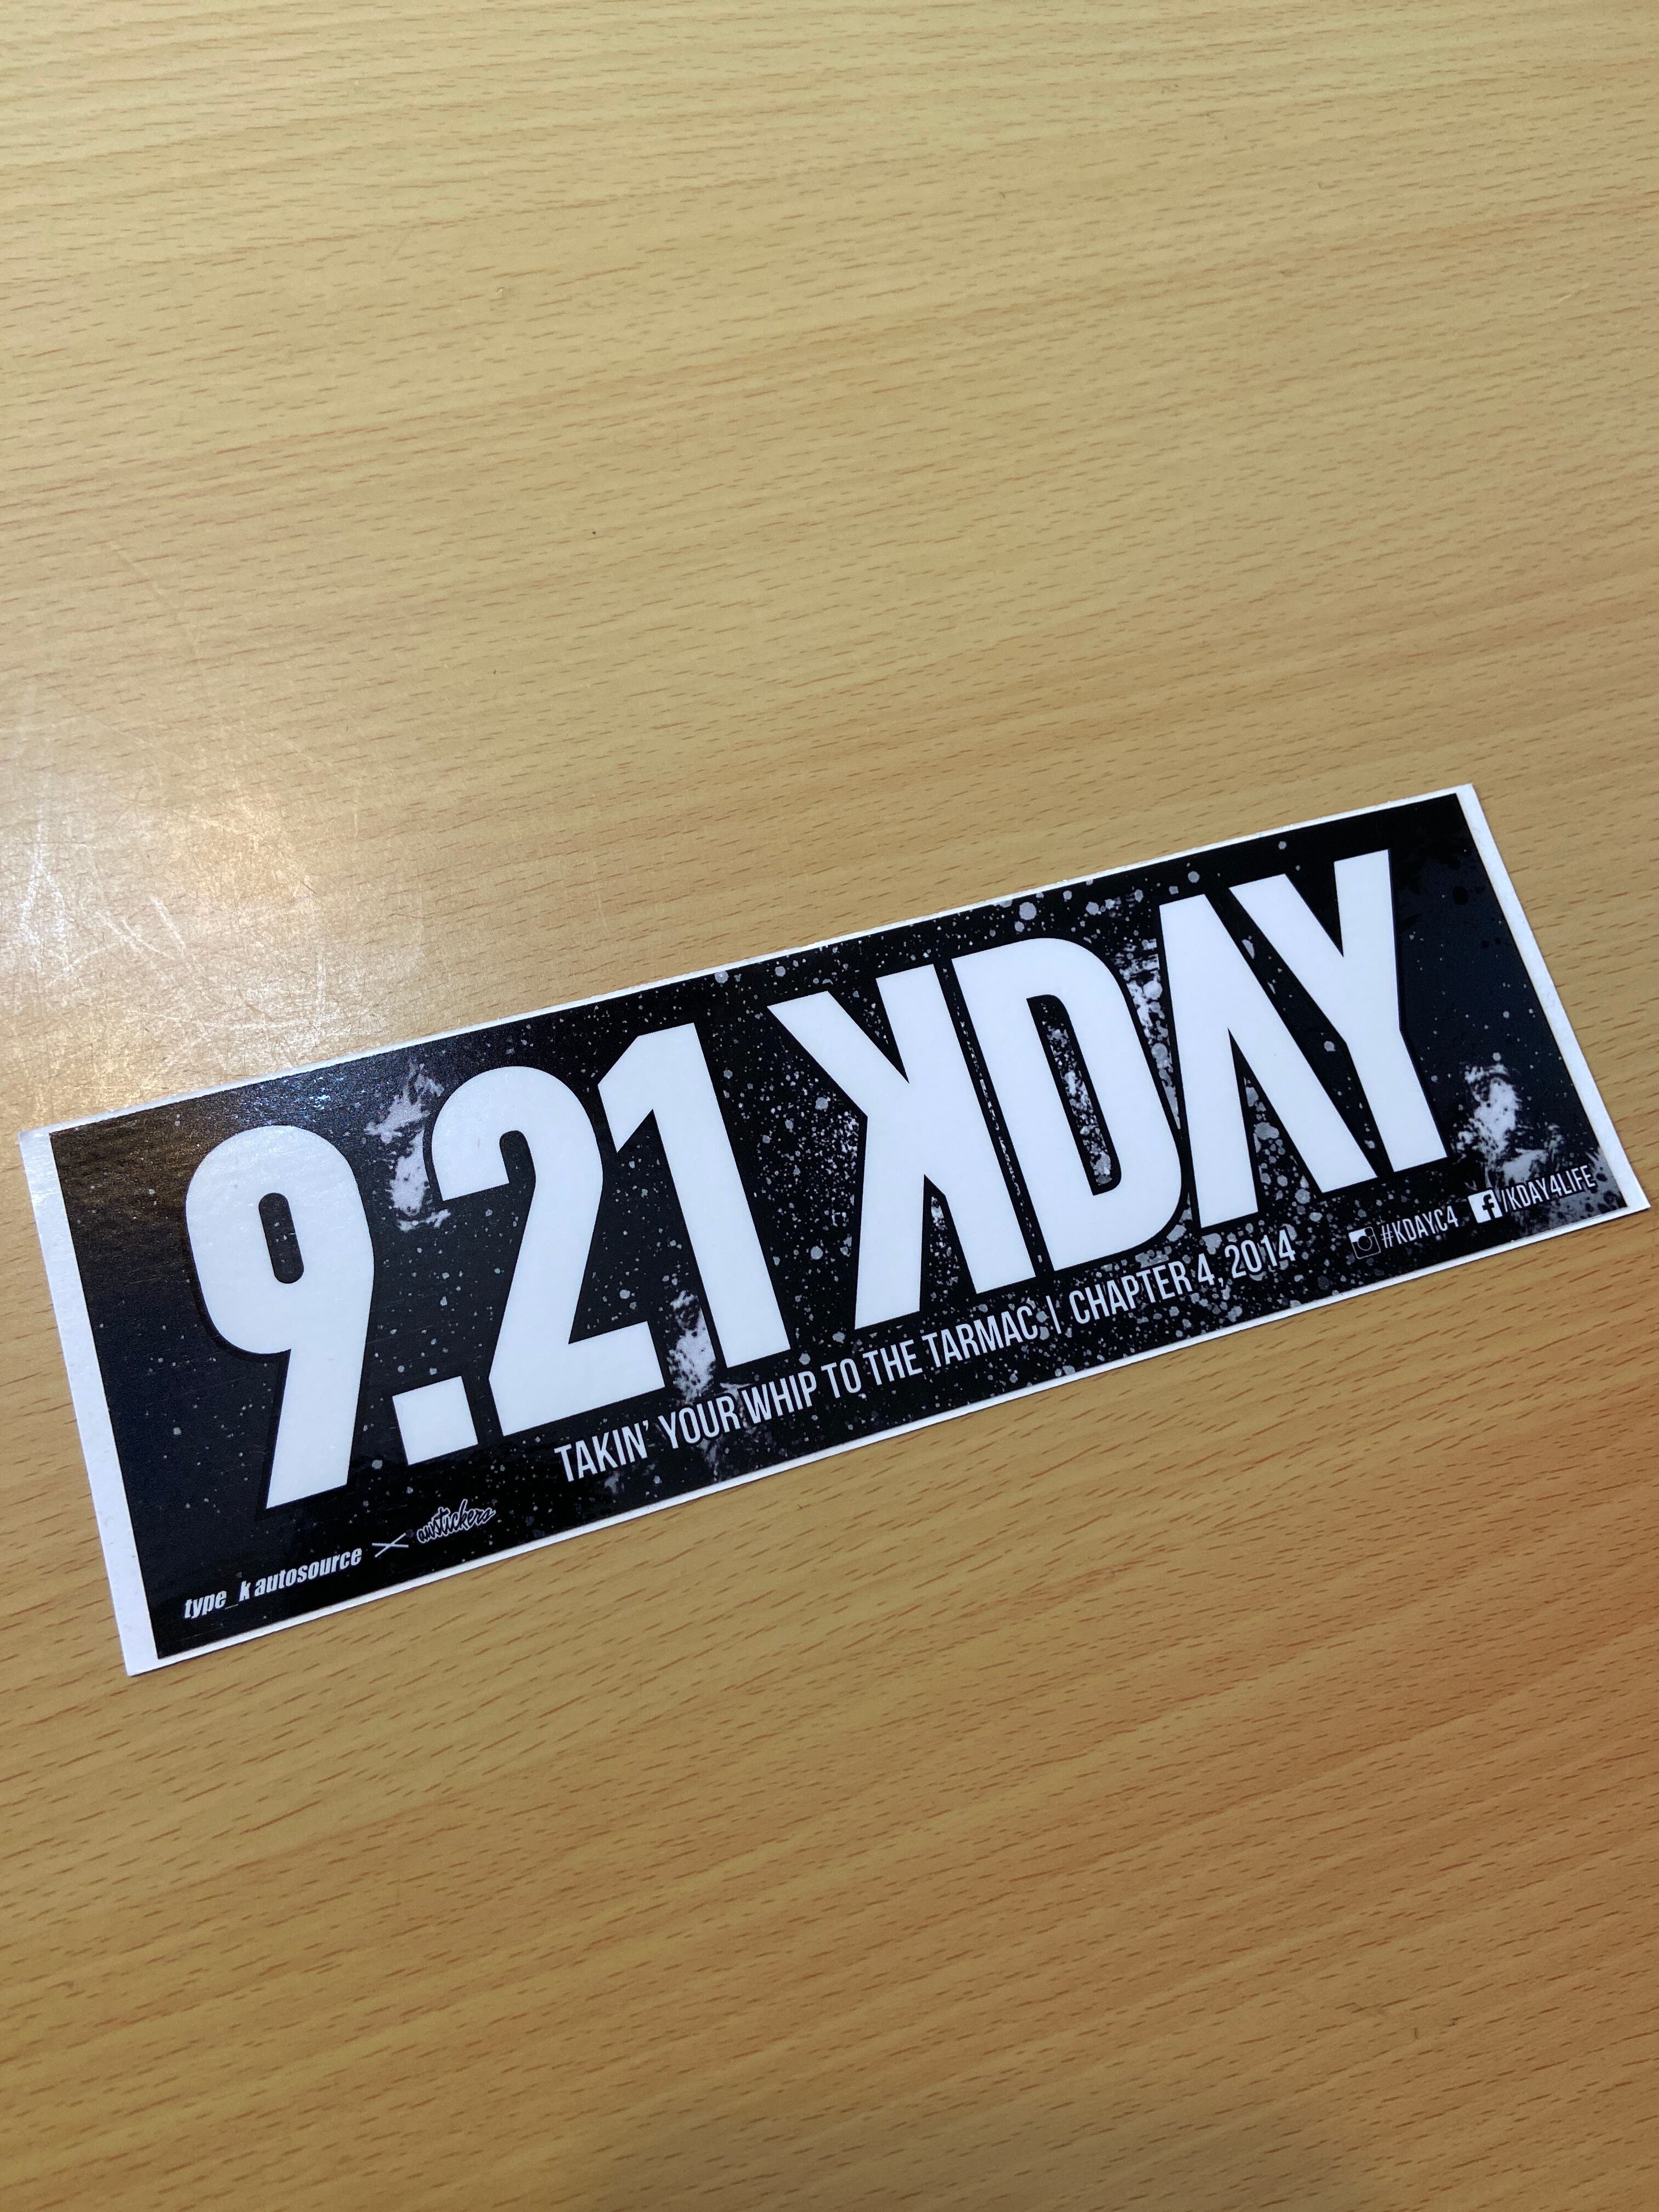 9.21 KDAY
TAKIN' YOUR WHIP TO THE TARMAC | CHAPTER 4, 2014
#KDAYC4 f/KDAY4LIFE
type_k autosource X